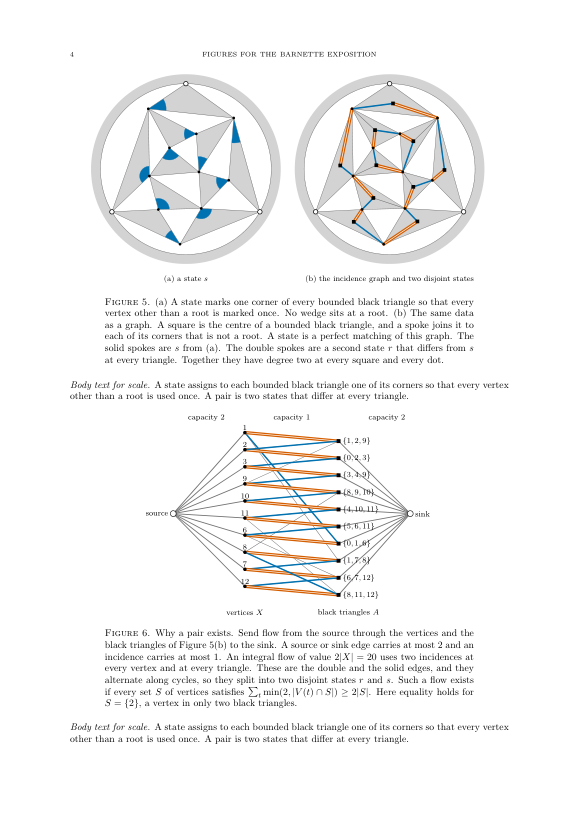 4
FIGURES FOR THE BARNETTE EXPOSITION
(a) a state s
(b) the incidence graph and two disjoint states
FIGURE 5. (a) A state marks one corner of every bounded black triangle so that every
vertex other than a root is marked once. No wedge sits at a root. (b) The same data
as a graph. A square is the centre of a bounded black triangle, and a spoke joins it to
each of its corners that is not a root. A state is a perfect matching of this graph. The
solid spokes are s from (a). The double spokes are a second state r that differs from s
at every triangle. Together they have degree two at every square and every dot.
Body text for scale. A state assigns to each bounded black triangle one of its corners so that every vertex
other than a root is used once. A pair is two states that differ at every triangle.
capacity 2
capacity 1
capacity 2
1
{1, 2, 9}
2
{0, 2, 3}
3
{3, 4, 9}
9
{8, 9, 10}
10
{4, 10, 11}
source
sink
11
{5, 6, 11}
6
{0, 1, 6}
8
{1, 7, 8}
7
{6, 7, 12}
12
{8, 11, 12}
vertices X
black triangles A
FIGURE 6. Why a pair exists. Send flow from the source through the vertices and the
black triangles of Figure 5(b) to the sink. A source or sink edge carries at most 2 and an
incidence carries at most 1. An integral flow of value 2|X| = 20 uses two incidences at
every vertex and at every triangle. These are the double and the solid edges, and they
alternate along cycles, so they split into two disjoint states r and s. Such a flow exists
if every set S of vertices satisfies ∑t min(2, |V(t) ∩ S|) ≥ 2|S|. Here equality holds for
S = {2}, a vertex in only two black triangles.
Body text for scale. A state assigns to each bounded black triangle one of its corners so that every vertex
other than a root is used once. A pair is two states that differ at every triangle.